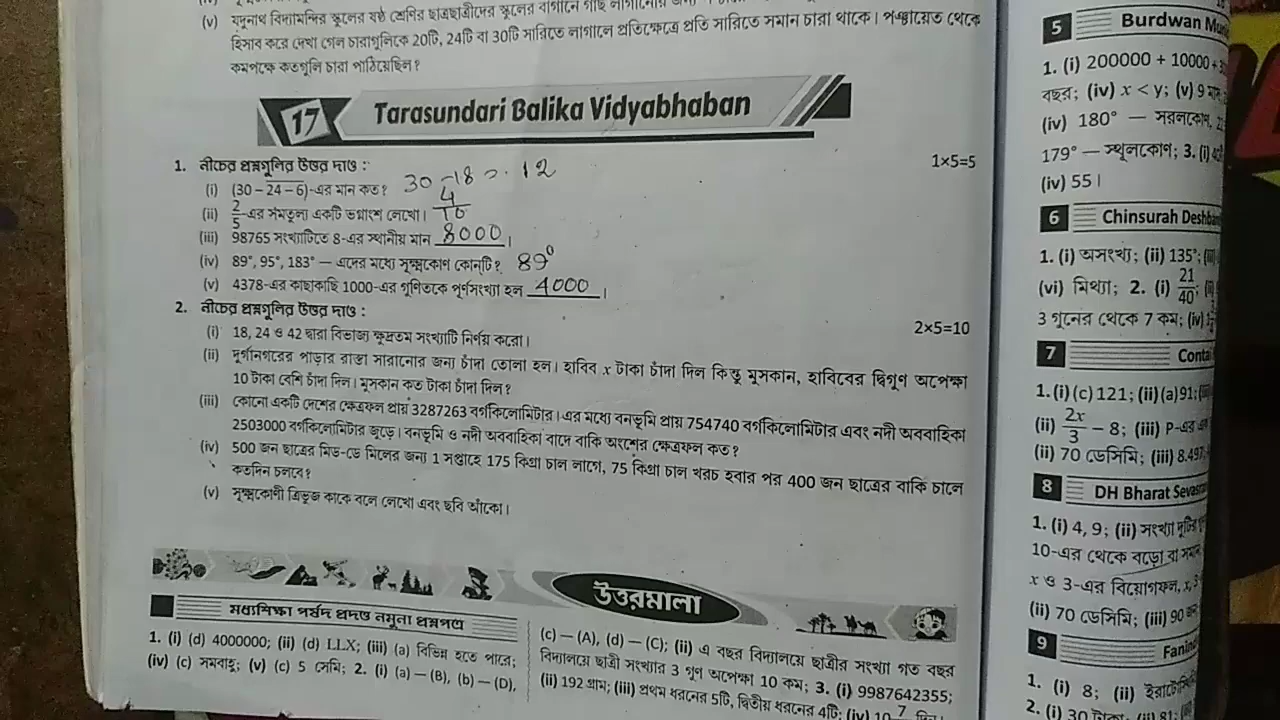 (v) যদুনাথ বিদ্যামন্দির স্কুলের ষষ্ঠ শ্রেণির ছাত্রছাত্রীদের স্কুলের বাগানে গাছ লাগানোর জন্য
হিসাব করে দেখা গেল চারাগুলিকে 20টি, 24টি বা 30টি সারিতে লাগালে প্রতিক্ষেত্রে প্রতি সারিতে সমান চারা থাকে। পঞ্চায়েত থেকে
কমপক্ষে কতগুলি চারা পাঠিয়েছিল?
17 Tarasundari Balika Vidyabhaban
1. নীচের প্রশ্নগুলির উত্তর দাও : 1×5=5
(i) (30 – 24 – 6)-এর মান কত? 30 - 18 = 12
(ii) 2/5-এর সমতুল্য একটি ভগ্নাংশ লেখো। 4/10
(iii) 98765 সংখ্যাটিতে 8-এর স্থানীয় মান 8000।
(iv) 89°, 95°, 183° — এদের মধ্যে সূক্ষ্মকোণ কোন্‌টি? 89°
(v) 4378-এর কাছাকাছি 1000-এর গুণিতকে পূর্ণসংখ্যা হল 4000।
2. নীচের প্রশ্নগুলির উত্তর দাও : 2×5=10
(i) 18, 24 ও 42 দ্বারা বিভাজ্য ক্ষুদ্রতম সংখ্যাটি নির্ণয় করো।
(ii) দুর্গানগরের পাড়ার রাস্তা সারানোর জন্য চাঁদা তোলা হল। হাবিব x টাকা চাঁদা দিল কিন্তু মুসকান, হাবিবের দ্বিগুণ অপেক্ষা
10 টাকা বেশি চাঁদা দিল। মুসকান কত টাকা চাঁদা দিল?
(iii) কোনো একটি দেশের ক্ষেত্রফল প্রায় 3287263 বর্গকিলোমিটার। এর মধ্যে বনভূমি প্রায় 754740 বর্গকিলোমিটার এবং নদী অববাহিকা
2503000 বর্গকিলোমিটার জুড়ে। বনভূমি ও নদী অববাহিকা বাদে বাকি অংশের ক্ষেত্রফল কত?
(iv) 500 জন ছাত্রের মিড-ডে মিলের জন্য 1 সপ্তাহে 175 কিগ্রা চাল লাগে, 75 কিগ্রা চাল খরচ হবার পর 400 জন ছাত্রের বাকি চালে
কতদিন চলবে?
(v) সূক্ষ্মকোণী ত্রিভুজ কাকে বলে লেখো এবং ছবি আঁকো।
উত্তরমালা
মধ্যশিক্ষা পর্ষদ প্রদত্ত নমুনা প্রশ্নপত্র
1. (i) (d) 4000000; (ii) (d) LLX; (iii) (a) বিভিন্ন হতে পারে;
(iv) (c) সমবাহু; (v) (c) 5 সেমি; 2. (i) (a) — (B), (b) — (D),
(c) — (A), (d) — (C); (ii) এ বছর বিদ্যালয়ে ছাত্রীর সংখ্যা গত বছর
বিদ্যালয়ে ছাত্রী সংখ্যার 3 গুণ অপেক্ষা 10 কম; 3. (i) 9987642355;
(ii) 192 গ্রাম; (iii) প্রথম ধরনের 5টি, দ্বিতীয় ধরনের 4টি; (iv) 10
5 Burdwan
1. (i) 200000 + 10000 +
বছর; (iv) x < y; (v) 9
(iv) 180° — সরলকোণ,
179° — স্থূলকোণ; 3. (i)
(iv) 55।
6 Chinsurah
1. (i) অসংখ্য; (ii) 135°;
(vi) মিথ্যা; 2. (i) 21/40;
3 গুনের থেকে 7 কম; (iv)
7
1. (i) (c) 121; (ii) (a) 91;
(ii) 2x/3 – 8; (iii) P-এর
(ii) 70 ডেসিমি; (iii) 8.497
8 DH Bharat
1. (i) 4, 9; (ii) সংখ্যা দুটির
10-এর থেকে বড়ো বা সমান
x ও 3-এর বিয়োগফল,
(ii) 70 ডেসিমি; (iii) 90
9
1. (i) 8; (ii)
2. (i) 30 টাকা; (ii) 81;